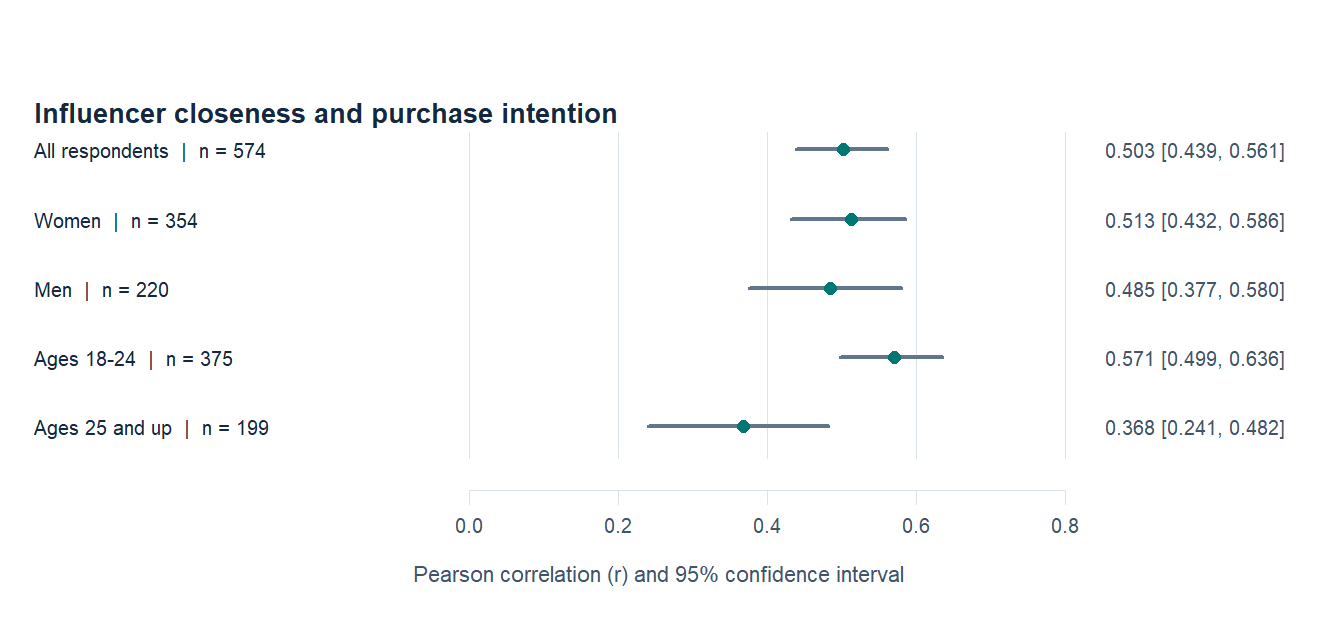 Influencer closeness and purchase intention
All respondents | n = 574 0.503 [0.439, 0.561]
Women | n = 354 0.513 [0.432, 0.586]
Men | n = 220 0.485 [0.377, 0.580]
Ages 18-24 | n = 375 0.571 [0.499, 0.636]
Ages 25 and up | n = 199 0.368 [0.241, 0.482]
0.0 0.2 0.4 0.6 0.8
Pearson correlation (r) and 95% confidence interval